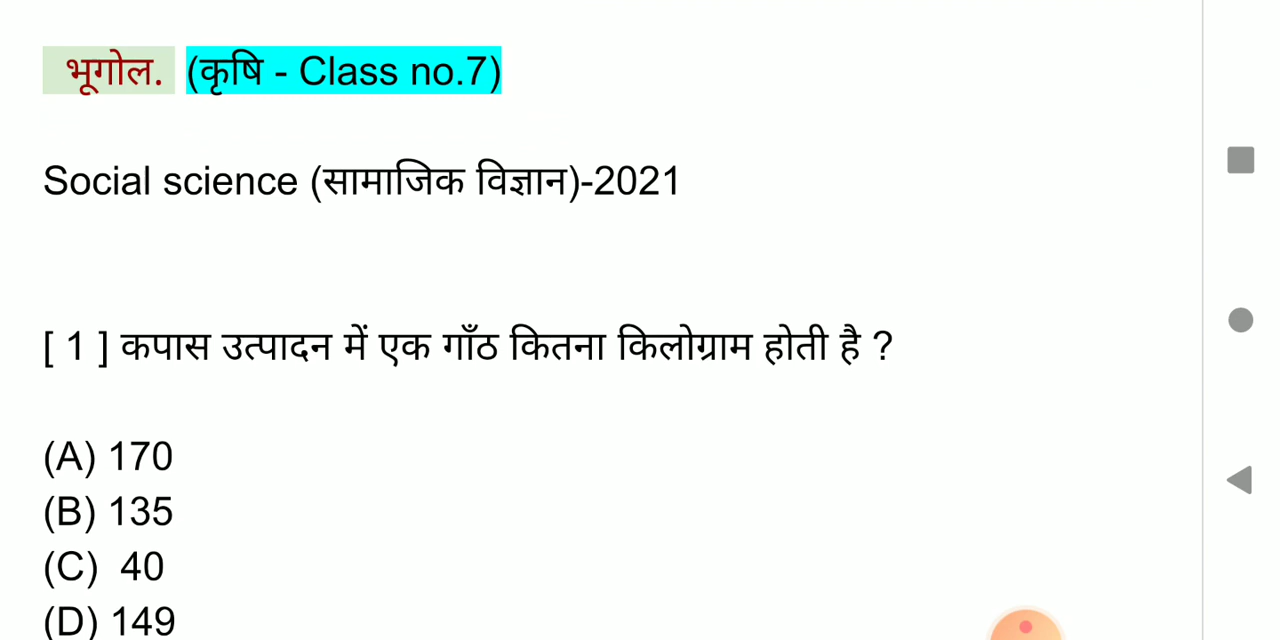 भूगोल. (कृषि - Class no.7)
Social science (सामाजिक विज्ञान)-2021
[ 1 ] कपास उत्पादन में एक गाँठ कितना किलोग्राम होती है ?
(A) 170
(B) 135
(C) 40
(D) 149